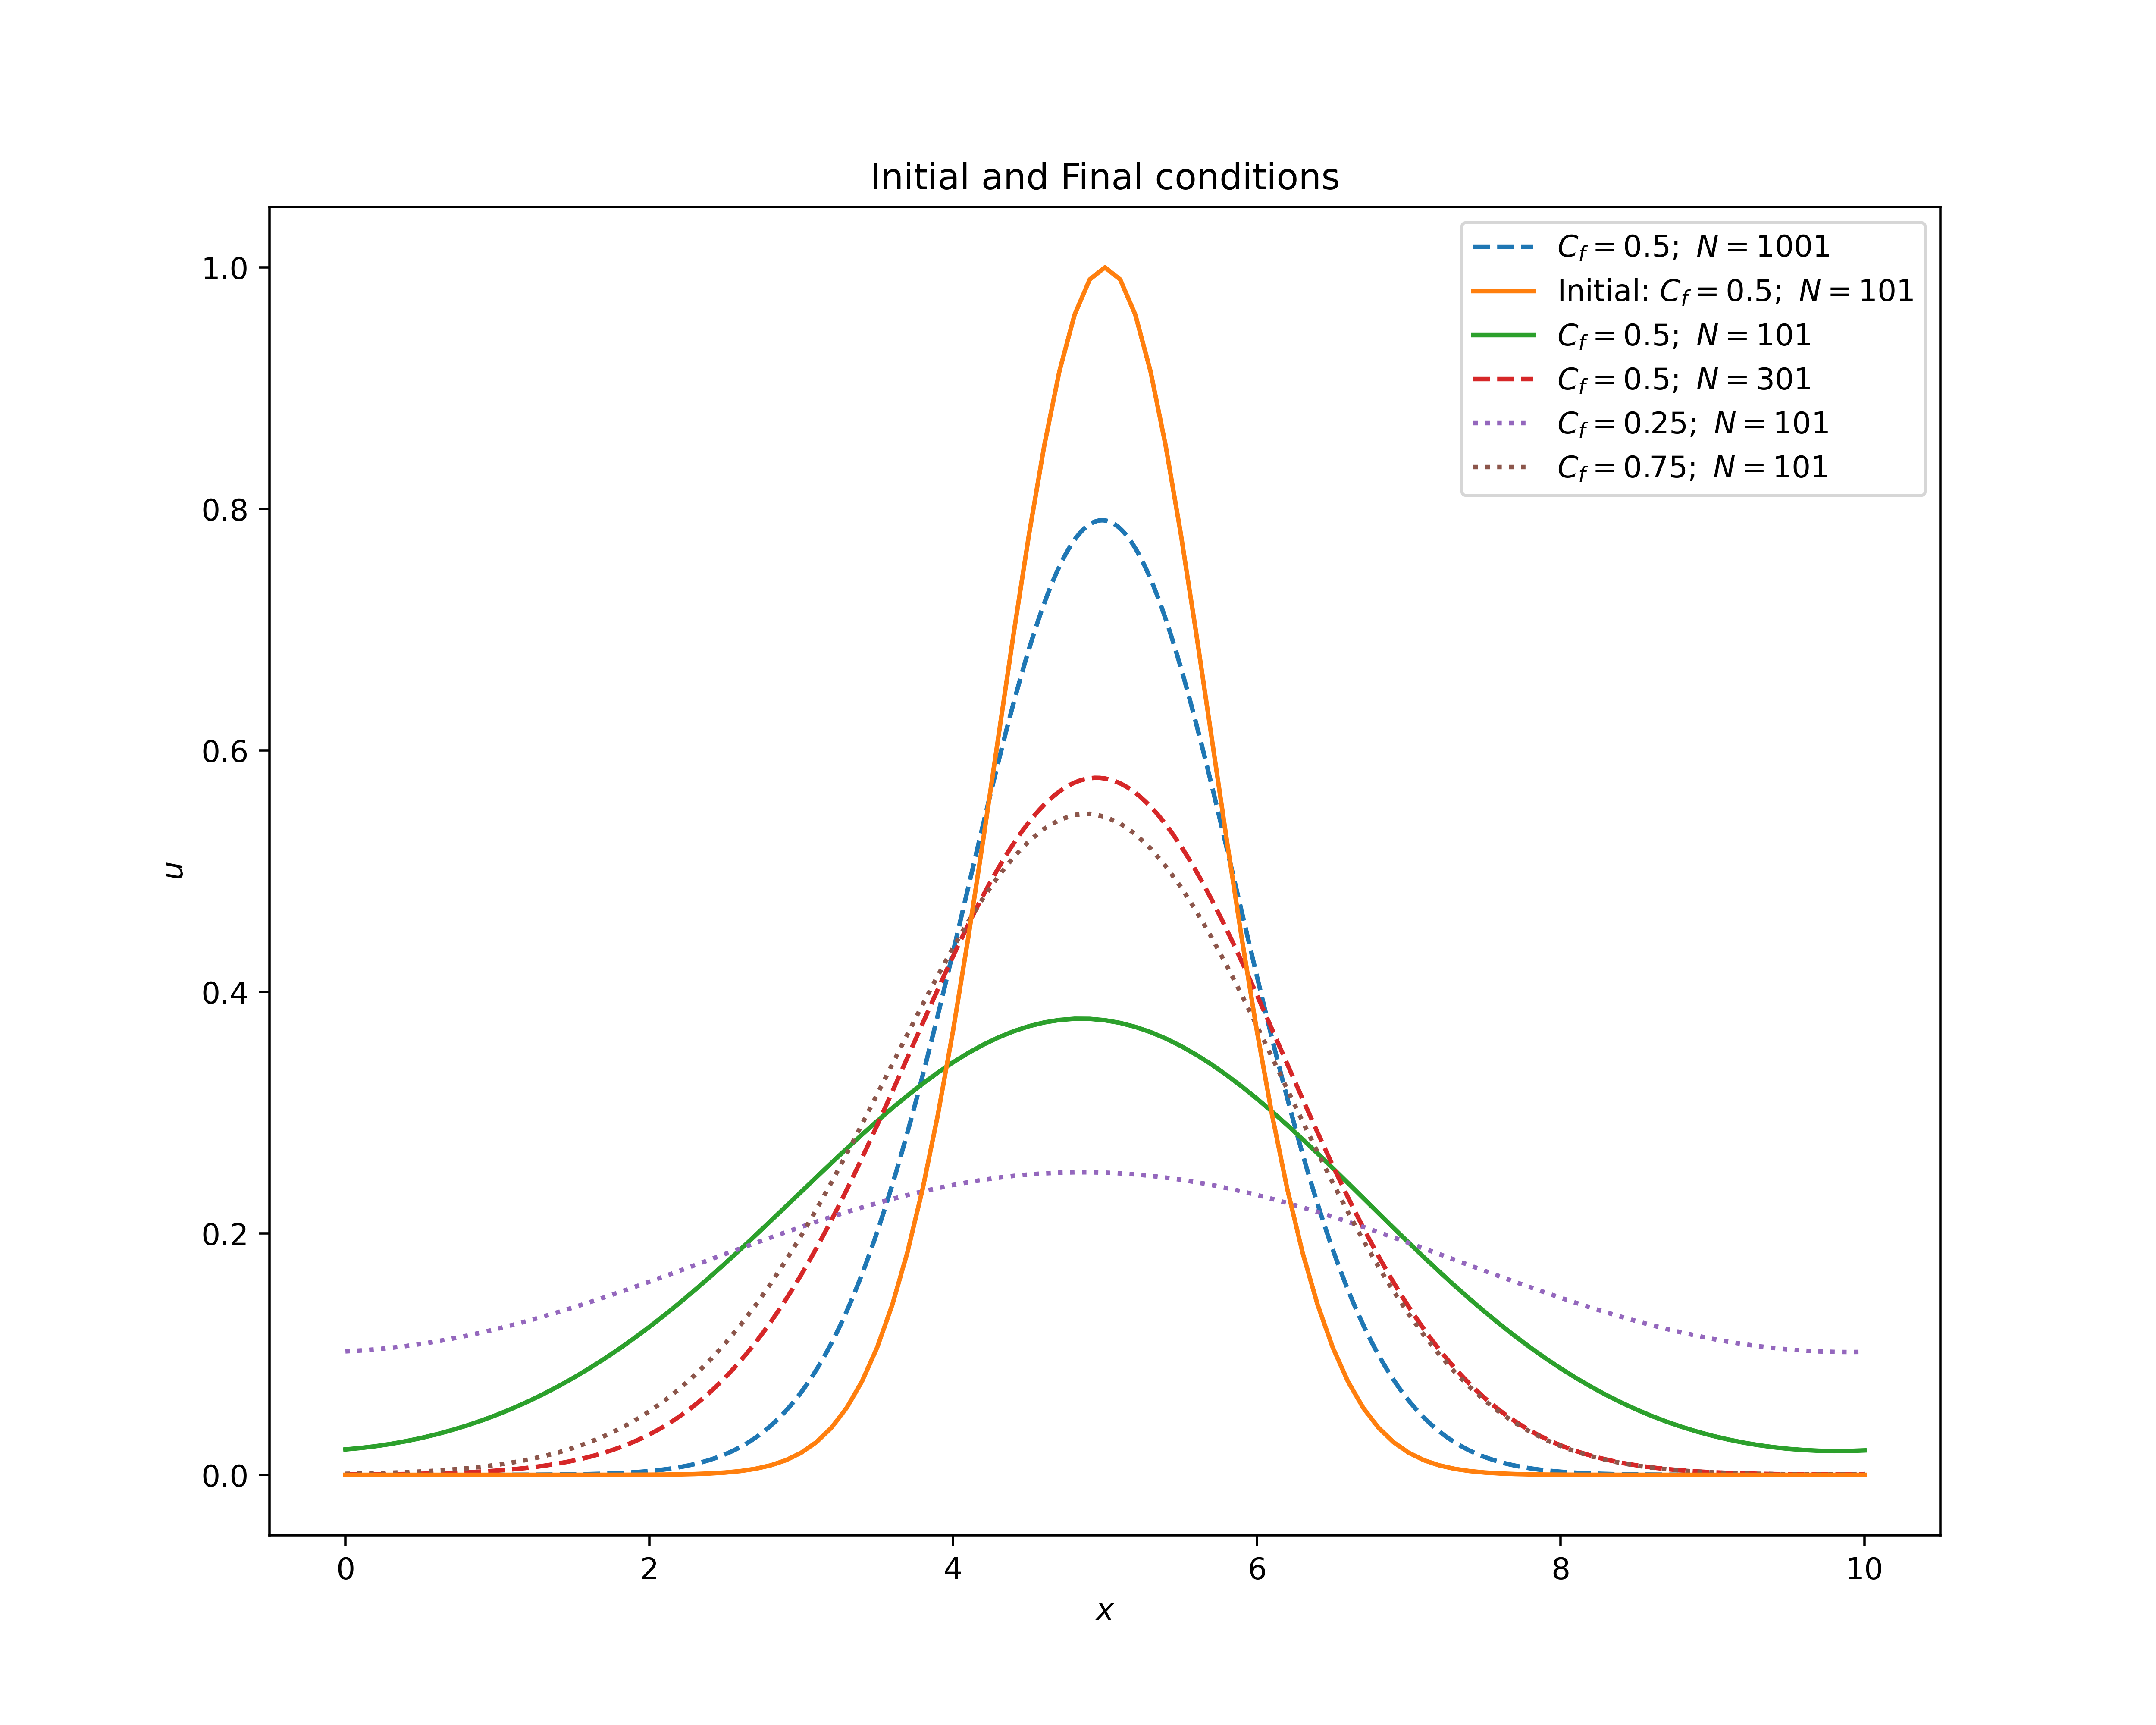 Initial and Final conditions
1.0
0.8
0.6
0.4
0.2
0.0
u
0
2
4
6
8
10
x
C_f = 0.5; N = 1001
Initial: C_f = 0.5; N = 101
C_f = 0.5; N = 101
C_f = 0.5; N = 301
C_f = 0.25; N = 101
C_f = 0.75; N = 101